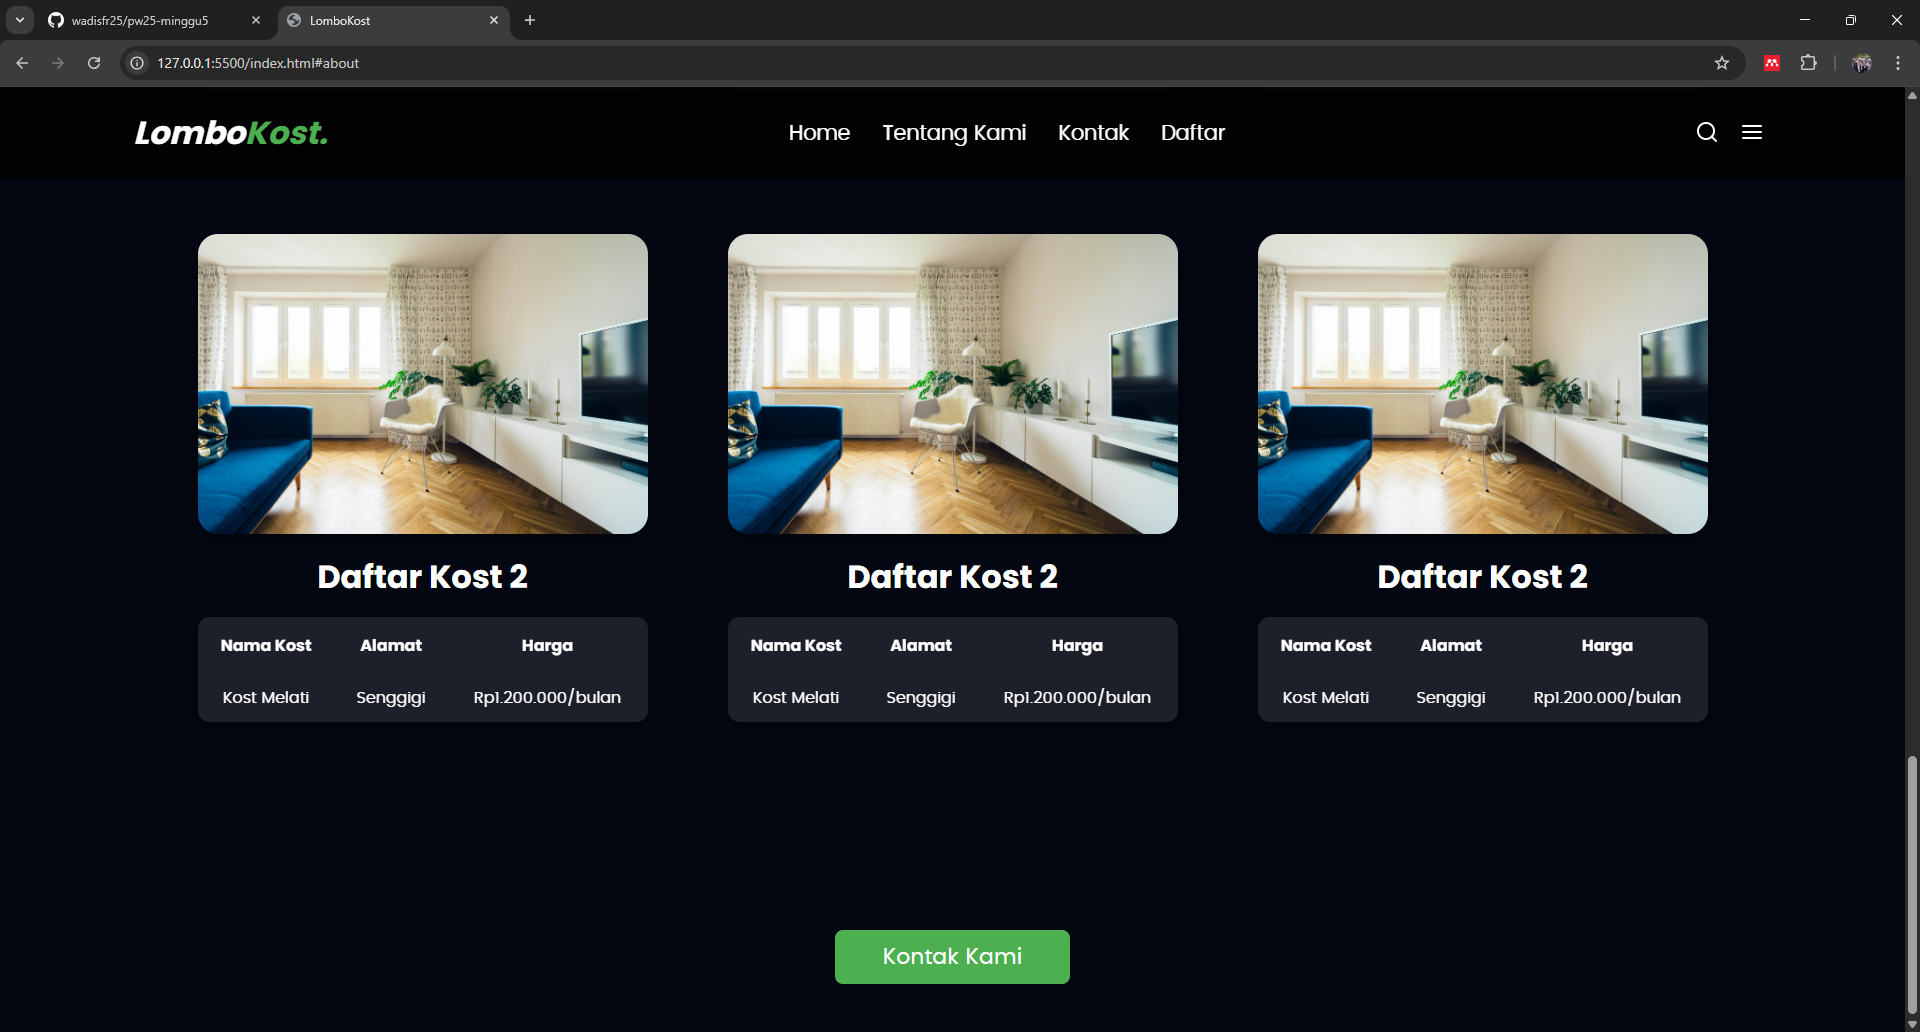 wadisfr25/pw25-minggu5
LomboKost
127.0.0.1:5500/index.html#about
LomboKost.
Home Tentang Kami Kontak Daftar
Daftar Kost 2
Nama Kost Alamat Harga
Kost Melati Senggigi Rp1.200.000/bulan
Daftar Kost 2
Nama Kost Alamat Harga
Kost Melati Senggigi Rp1.200.000/bulan
Daftar Kost 2
Nama Kost Alamat Harga
Kost Melati Senggigi Rp1.200.000/bulan
Kontak Kami